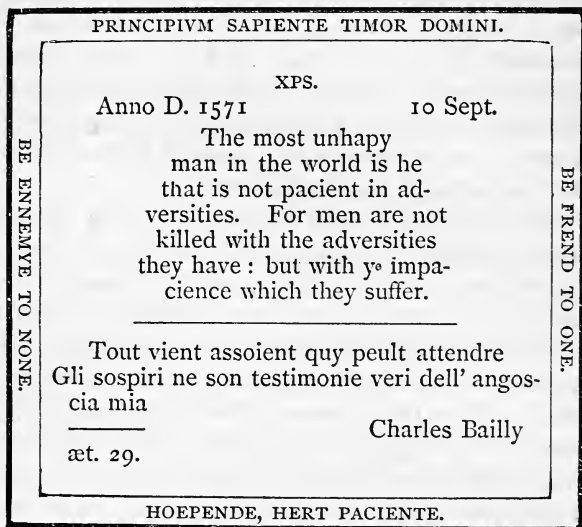 PRINCIPIVM SAPIENTE TIMOR DOMINI.
BE ENNEMYE TO NONE.
XPS.
Anno D. 1571 10 Sept.
The most unhapy
man in the world is he
that is not pacient in ad-
versities. For men are not
killed with the adversities
they have : but with yᵉ impa-
cience which they suffer.
Tout vient assoient quy peult attendre
Gli sospiri ne son testimonie veri dell' angos-
cia mia
Charles Bailly
æt. 29.
BE FREND TO ONE.
HOEPENDE, HERT PACIENTE.